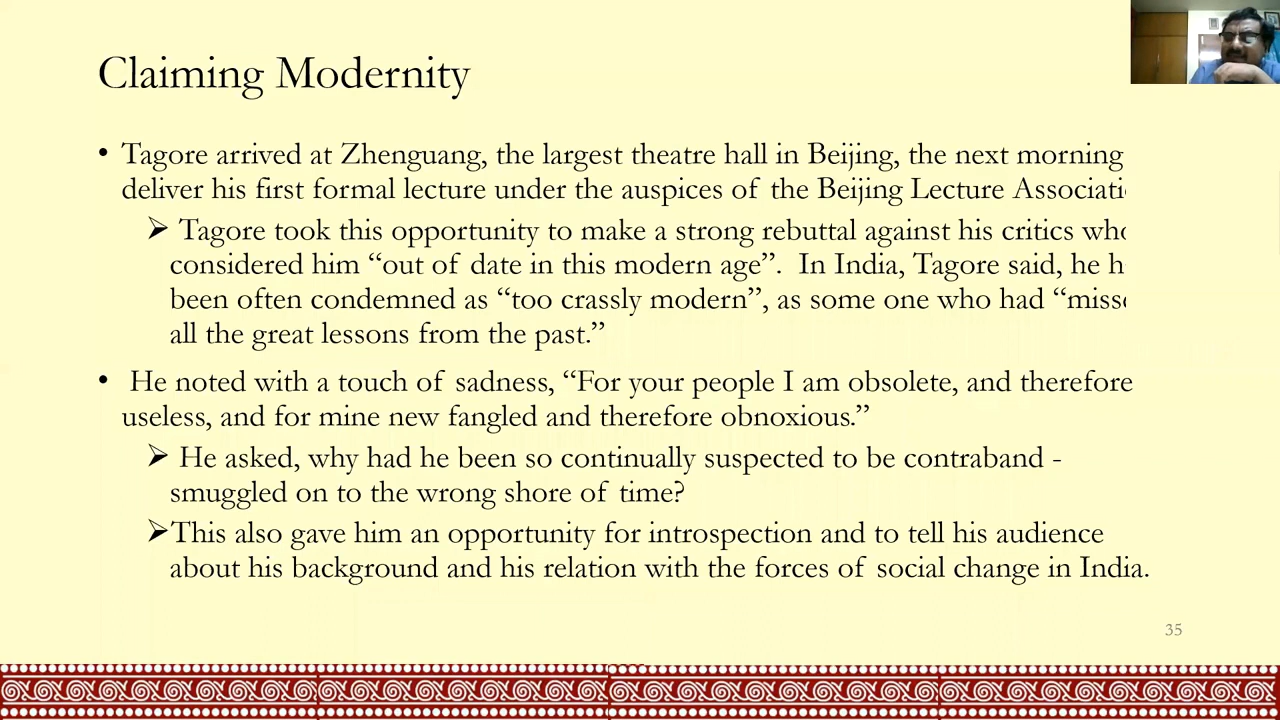 Claiming Modernity
• Tagore arrived at Zhenguang, the largest theatre hall in Beijing, the next morning
deliver his first formal lecture under the auspices of the Beijing Lecture
➢ Tagore took this opportunity to make a strong rebuttal against his critics
considered him “out of date in this modern age”. In India, Tagore said, he
been often condemned as “too crassly modern”, as some one who had
all the great lessons from the past.”
• He noted with a touch of sadness, “For your people I am obsolete, and therefore
useless, and for mine new fangled and therefore obnoxious.”
➢ He asked, why had he been so continually suspected to be contraband -
smuggled on to the wrong shore of time?
➢This also gave him an opportunity for introspection and to tell his audience
about his background and his relation with the forces of social change in India.
35